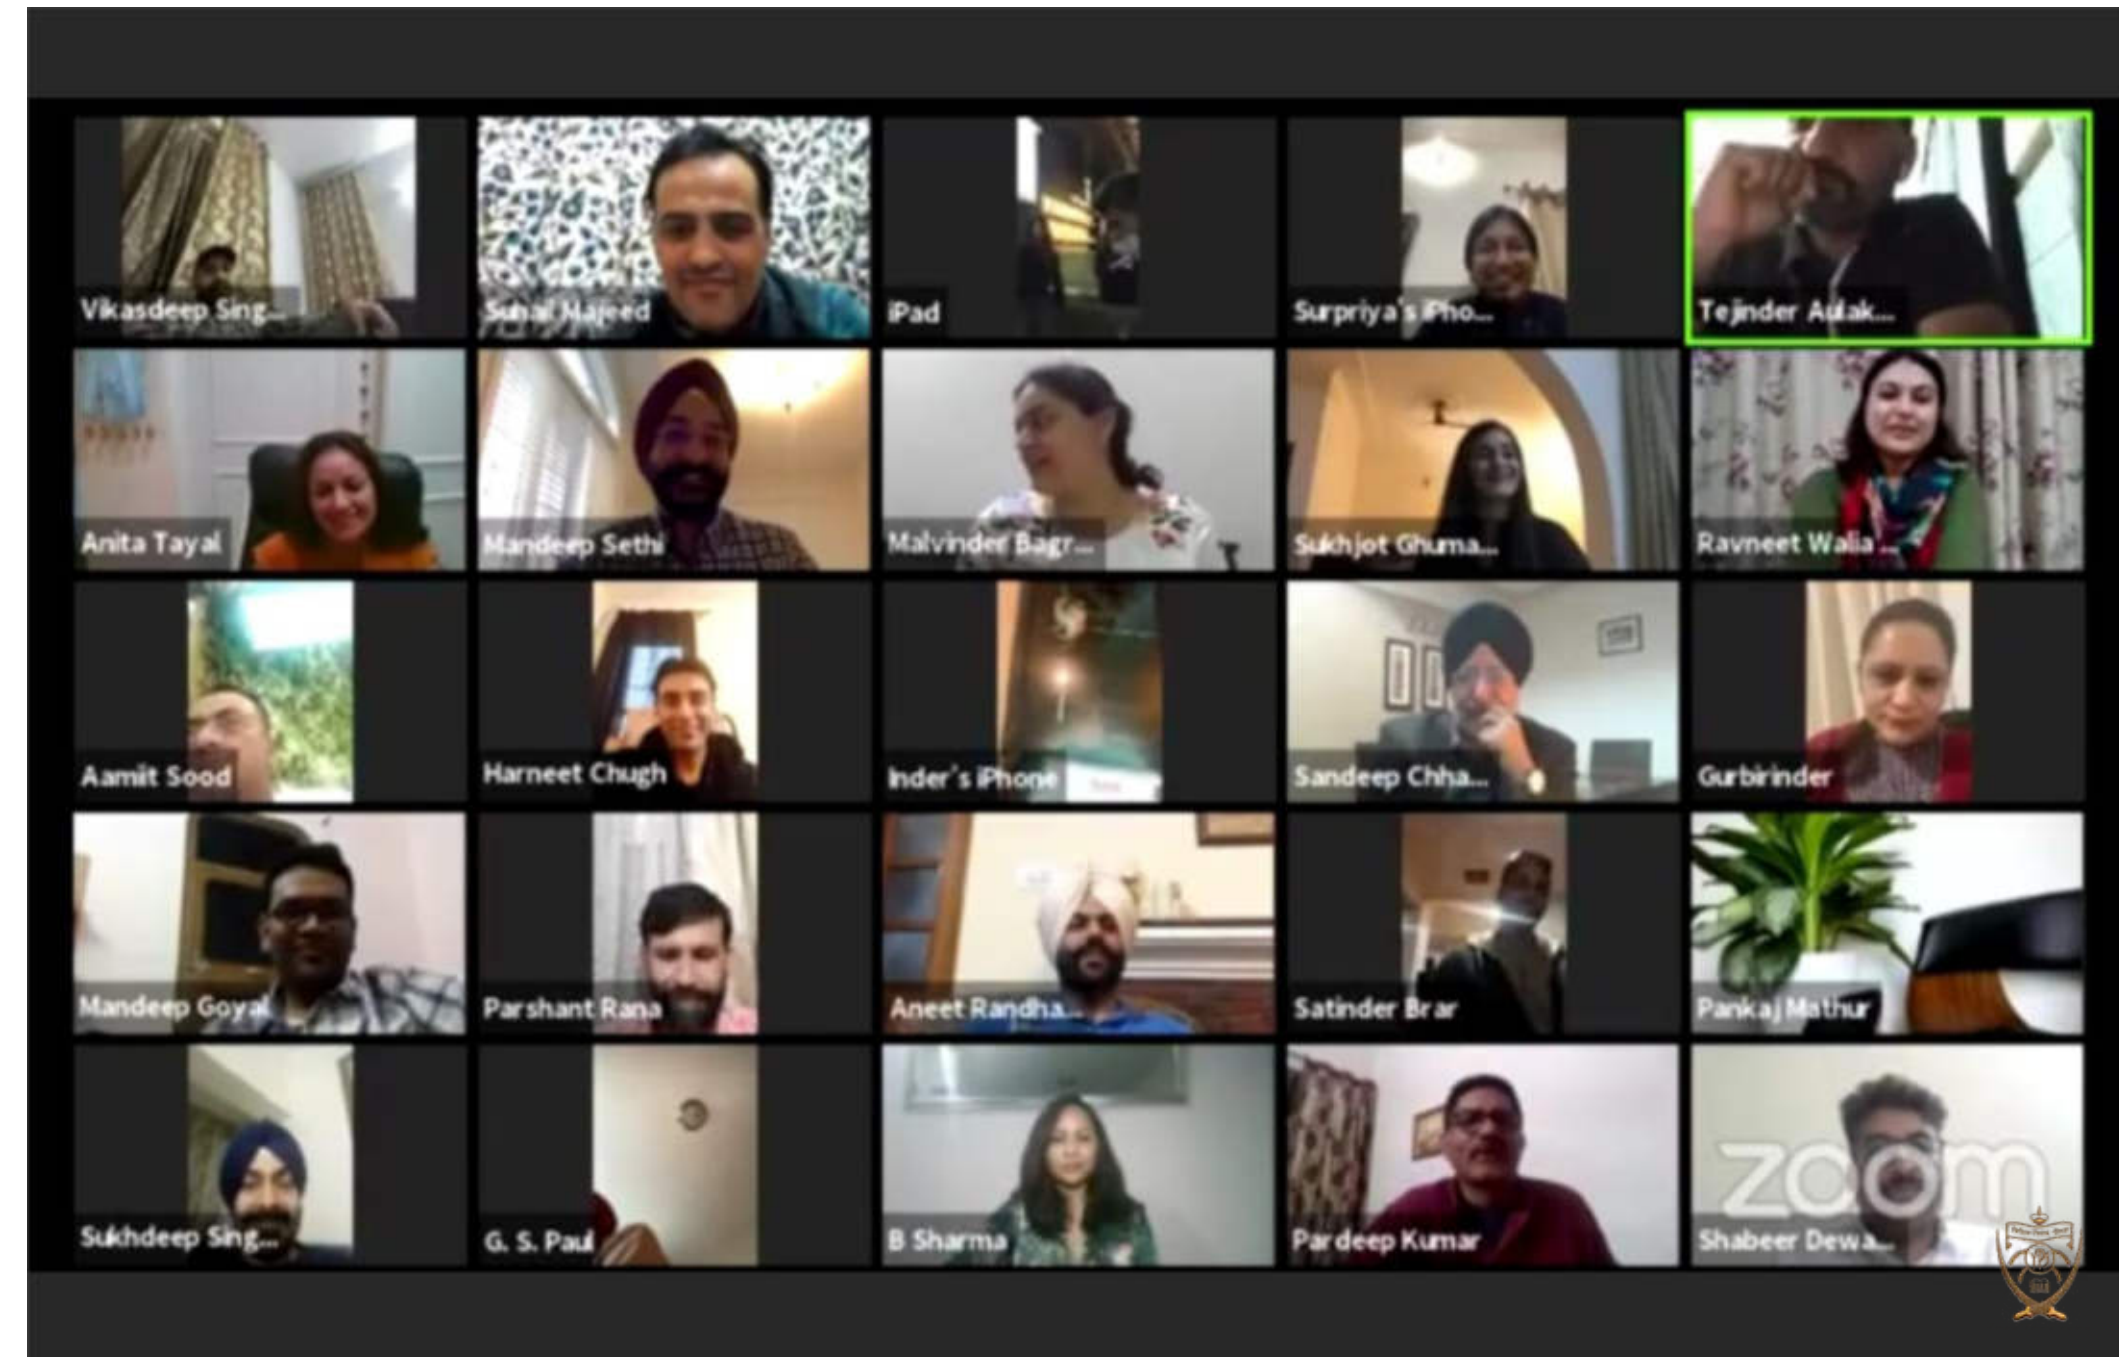 Vikasdeep Sing...
Suhail Majeed
iPad
Surpriya's iPho...
Tejinder Aulak...
Anita Tayal
Mandeep Sethi
Malvinder Bagr...
Sukhjot Ghuma...
Ravneet Walia ...
Aamiit Sood
Harneet Chugh
Inder's iPhone
Sandeep Chha...
Gurbirinder
Mandeep Goyal
Parshant Rana
Aneet Randha...
Satinder Brar
Pankaj Mathur
Sukhdeep Sing...
G. S. Paul
B Sharma
Pardeep Kumar
zoom
Shabeer Dewa...